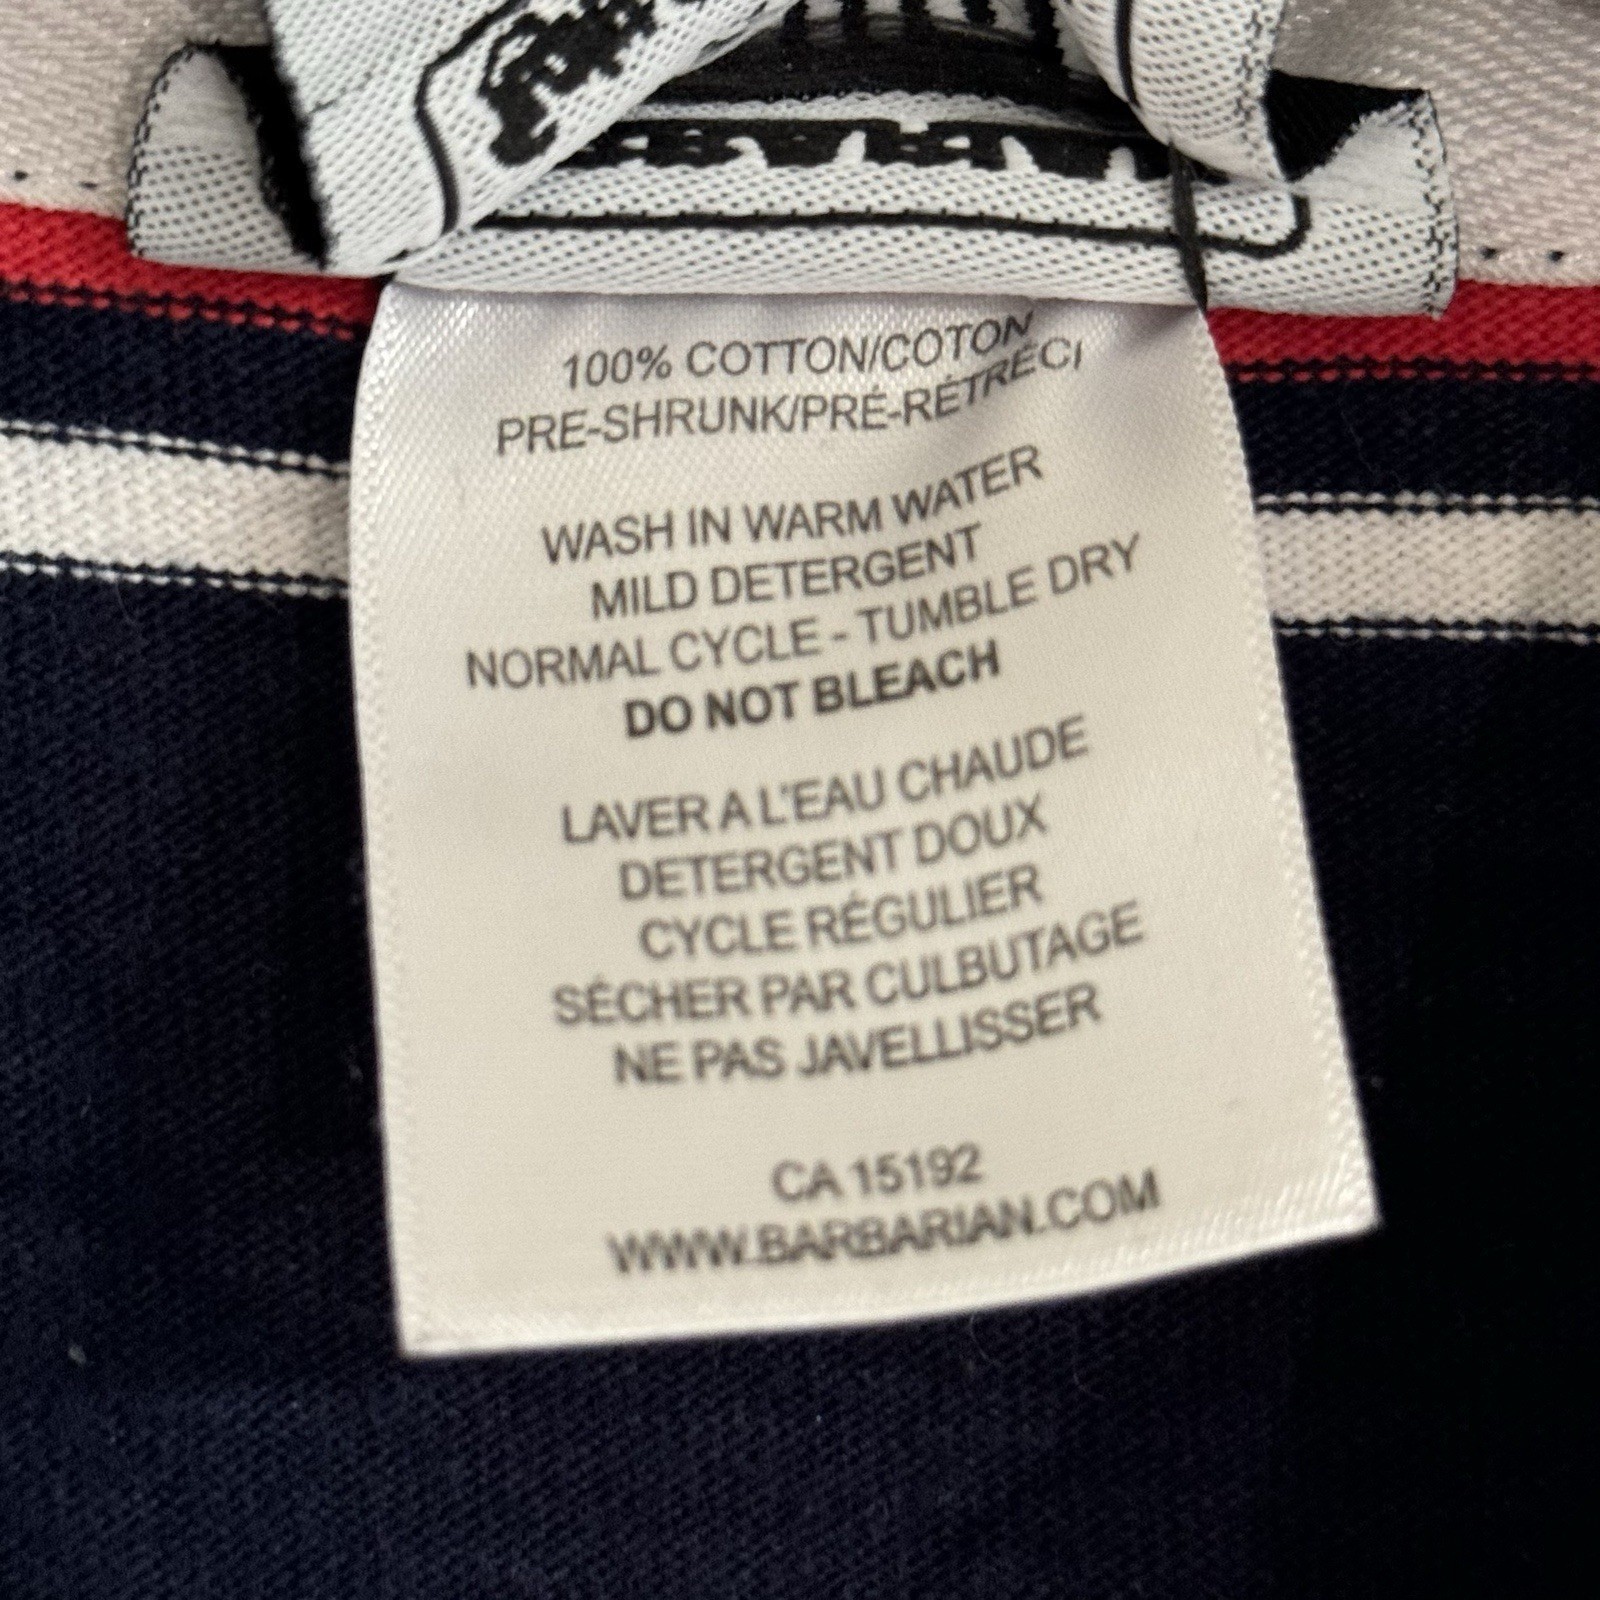 100% COTTON/COTON
PRE-SHRUNK/PRÉ-RÉTRÉCI
WASH IN WARM WATER
MILD DETERGENT
NORMAL CYCLE - TUMBLE DRY
DO NOT BLEACH
LAVER A L'EAU CHAUDE
DETERGENT DOUX
CYCLE RÉGULIER
SÉCHER PAR CULBUTAGE
NE PAS JAVELLISSER
CA 15192
WWW.BARBARIAN.COM